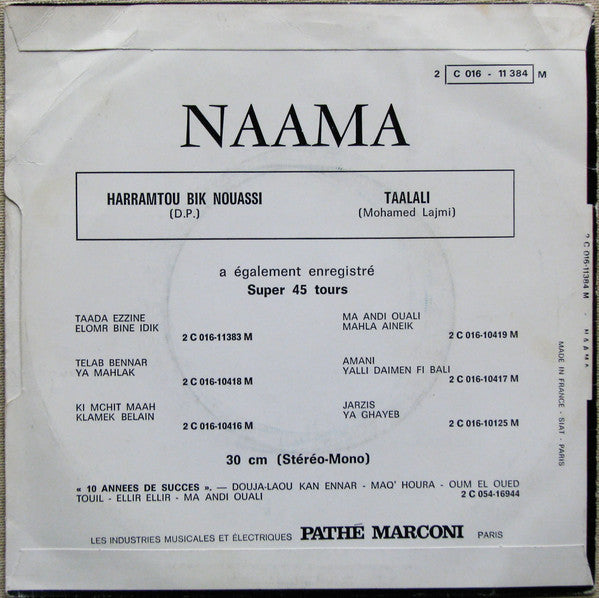 2 C 016 - 11 384 M
NAAMA
HARRAMTOU BIK NOUASSI
(D.P.)
TAALALI
(Mohamed Lajmi)
a également enregistré
Super 45 tours
TAADA EZZINE
ELOMR BINE IDIK
2 C 016-11383 M
MA ANDI OUALI
MAHLA AINEIK
2 C 016-10419 M
TELAB BENNAR
YA MAHLAK
2 C 016-10418 M
AMANI
YALLI DAIMEN FI BALI
2 C 016-10417 M
KI MCHIT MAAH
KLAMEK BELAIN
2 C 016-10416 M
JARZIS
YA GHAYEB
2 C 016-10125 M
30 cm (Stéréo-Mono)
« 10 ANNEES DE SUCCES ». — DOUJA-LAOU KAN ENNAR - MAQ' HOURA - OUM EL OUED
TOUIL - ELLIR ELLIR - MA ANDI OUALI
2 C 054-16944
LES INDUSTRIES MUSICALES ET ÉLECTRIQUES PATHÉ MARCONI PARIS
2 C 016-11384 M - NAAMA
MADE IN FRANCE - SIAT - PARIS